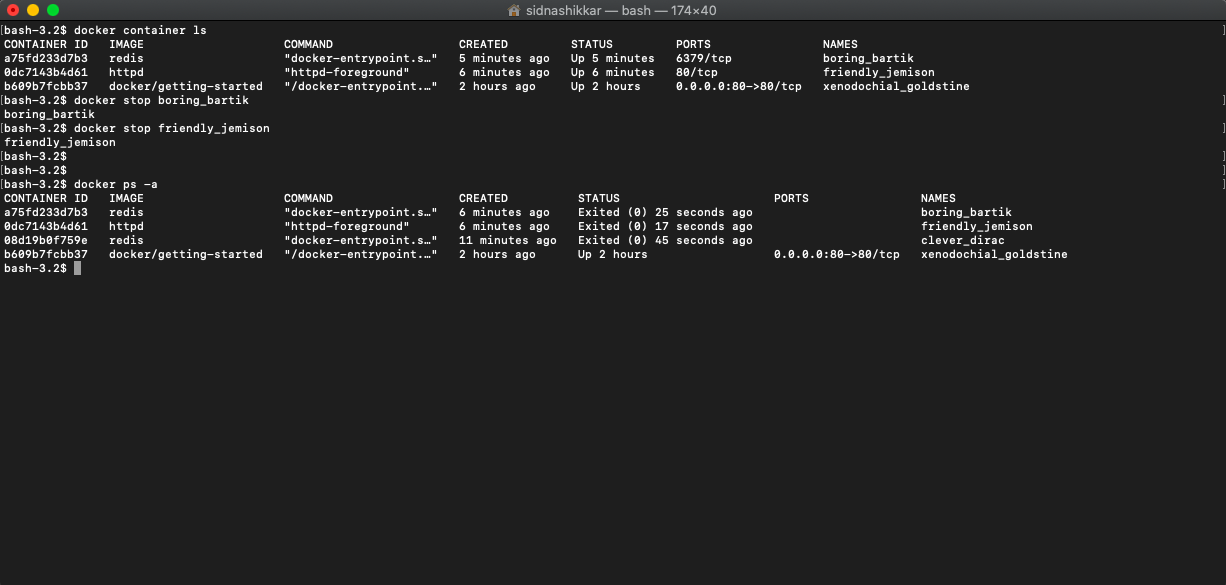 sidnashikkar — bash — 174×40
[bash-3.2$ docker container ls ]
CONTAINER ID   IMAGE                    COMMAND                  CREATED         STATUS         PORTS                NAMES
a75fd233d7b3   redis                    "docker-entrypoint.s…"   5 minutes ago   Up 5 minutes   6379/tcp             boring_bartik
0dc7143b4d61   httpd                    "httpd-foreground"       6 minutes ago   Up 6 minutes   80/tcp               friendly_jemison
b609b7fcbb37   docker/getting-started   "/docker-entrypoint.…"   2 hours ago     Up 2 hours     0.0.0.0:80->80/tcp   xenodochial_goldstine
[bash-3.2$ docker stop boring_bartik ]
boring_bartik
[bash-3.2$ docker stop friendly_jemison ]
friendly_jemison
[bash-3.2$ ]
[bash-3.2$ ]
[bash-3.2$ docker ps -a ]
CONTAINER ID   IMAGE                    COMMAND                  CREATED          STATUS                      PORTS                NAMES
a75fd233d7b3   redis                    "docker-entrypoint.s…"   6 minutes ago    Exited (0) 25 seconds ago                        boring_bartik
0dc7143b4d61   httpd                    "httpd-foreground"       6 minutes ago    Exited (0) 17 seconds ago                        friendly_jemison
08d19b0f759e   redis                    "docker-entrypoint.s…"   11 minutes ago   Exited (0) 45 seconds ago                        clever_dirac
b609b7fcbb37   docker/getting-started   "/docker-entrypoint.…"   2 hours ago      Up 2 hours                  0.0.0.0:80->80/tcp   xenodochial_goldstine
bash-3.2$